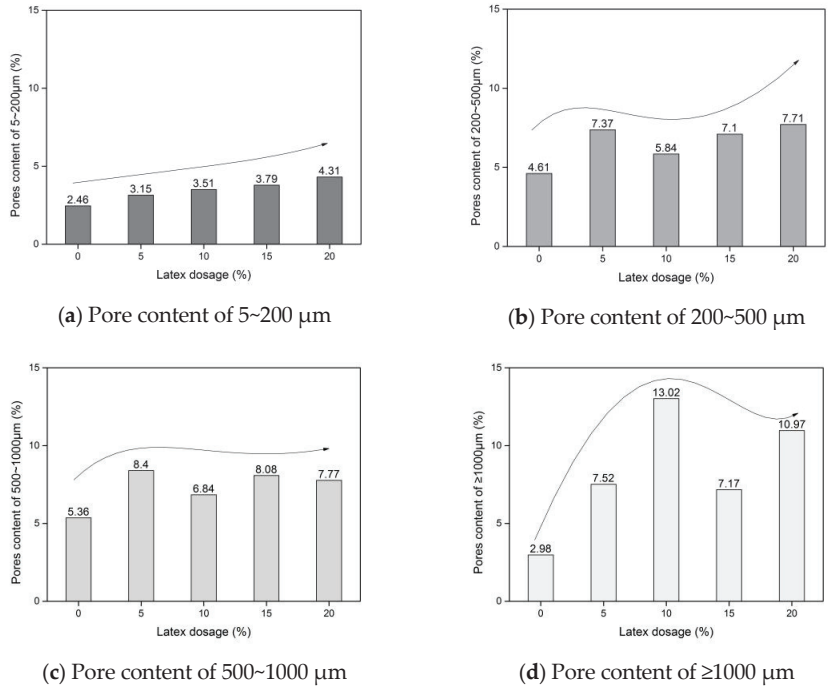 15
10
5
0
Pores content of 5~200μm (%)
2.46
3.15
3.51
3.79
4.31
0 5 10 15 20
Latex dosage (%)
(a) Pore content of 5~200 μm
15
10
5
0
Pores content of 200~500μm (%)
4.61
7.37
5.84
7.1
7.71
0 5 10 15 20
Latex dosage (%)
(b) Pore content of 200~500 μm
15
10
5
0
Pores content of 500~1000μm (%)
5.36
8.4
6.84
8.08
7.77
0 5 10 15 20
Latex dosage (%)
(c) Pore content of 500~1000 μm
15
10
5
0
Pores content of ≥1000μm (%)
2.98
7.52
13.02
7.17
10.97
0 5 10 15 20
Latex dosage (%)
(d) Pore content of ≥1000 μm